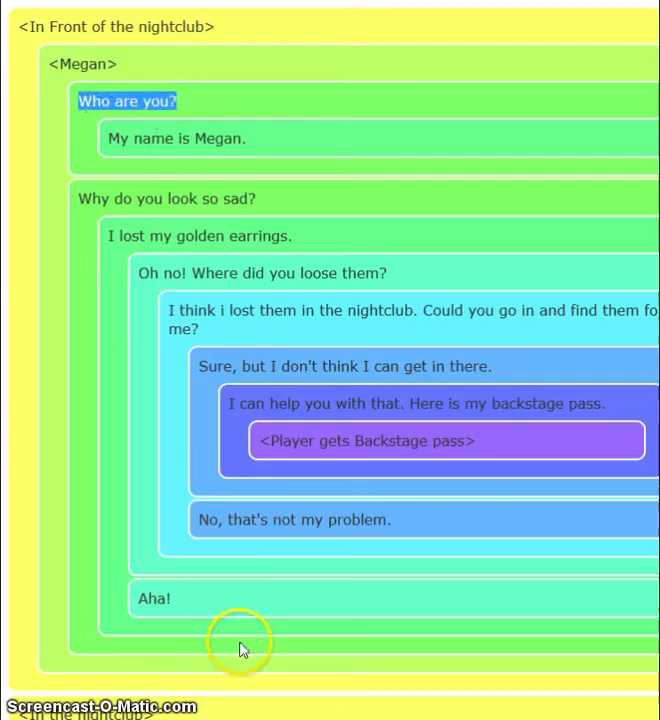 <In Front of the nightclub>
<Megan>
Who are you?
My name is Megan.
Why do you look so sad?
I lost my golden earrings.
Oh no! Where did you loose them?
I think i lost them in the nightclub. Could you go in and find them fo
me?
Sure, but I don't think I can get in there.
I can help you with that. Here is my backstage pass.
<Player gets Backstage pass>
No, that's not my problem.
Aha!
Screencast-O-Matic.com
<In the nightclub>